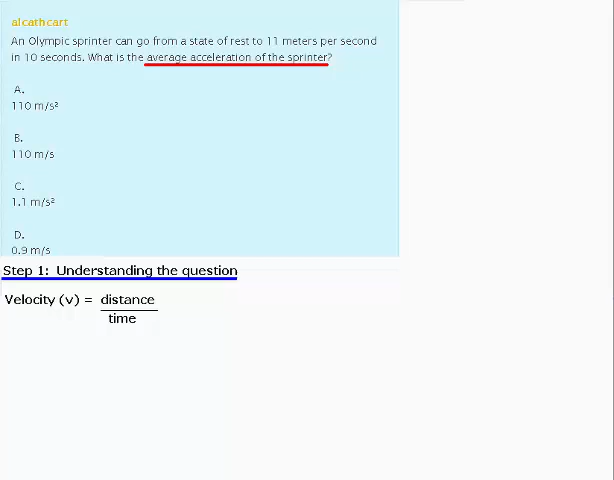 alcathcart
An Olympic sprinter can go from a state of rest to 11 meters per second
in 10 seconds. What is the average acceleration of the sprinter?
A.
110 m/s²
B.
110 m/s
C.
1.1 m/s²
D.
0.9 m/s
Step 1: Understanding the question
Velocity (v) = distance
time